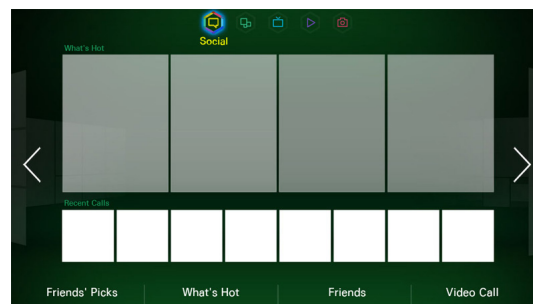 Social
What's Hot
Recent Calls
Friends' Picks
What's Hot
Friends
Video Call